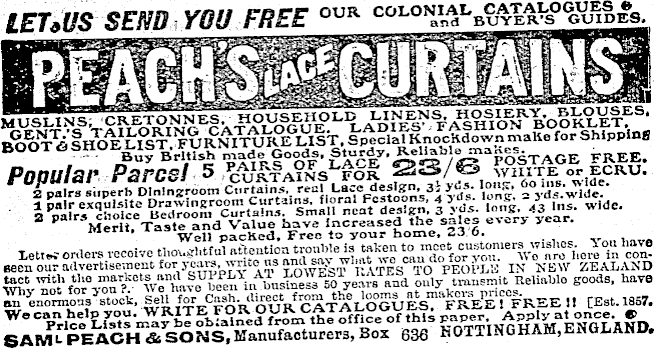 LET US SEND YOU FREE OUR COLONIAL CATALOGUES
and BUYER'S GUIDES.
PEACH'S LACE CURTAINS
MUSLINS, CRETONNES, HOUSEHOLD LINENS, HOSIERY, BLOUSES,
GENT.'S TAILORING CATALOGUE. LADIES' FASHION BOOKLET,
BOOT & SHOE LIST, FURNITURE LIST, Special Knockdown make for Shipping
Buy British made Goods, Sturdy, Reliable makes.
Popular Parcel 5 PAIRS OF LACE CURTAINS FOR 23/6 POSTAGE FREE. WHITE or ECRU.
2 pairs superb Diningroom Curtains, real Lace design, 3½ yds. long, 60 ins. wide.
1 pair exquisite Drawingroom Curtains, floral Festoons, 4 yds. long, 2 yds. wide.
2 pairs choice Bedroom Curtains. Small neat design, 3 yds. long, 43 ins. wide.
Merit, Taste and Value have increased the sales every year.
Well packed, Free to your home, 23/6.
Letter orders receive thoughtful attention trouble is taken to meet customers wishes. You have
seen our advertisement for years, write us and say what we can do for you. We are here in con-
tact with the markets and SUPPLY AT LOWEST RATES TO PEOPLE IN NEW ZEALAND
Why not for you?. We have been in business 50 years and only transmit Reliable goods, have
an enormous stock, Sell for Cash. direct from the looms at makers prices.
We can help you. WRITE FOR OUR CATALOGUES, FREE! FREE!! [Est. 1857.
Price Lists may be obtained from the office of this paper, Apply at once.
SAML PEACH & SONS, Manufacturers, Box 636 NOTTINGHAM, ENGLAND.